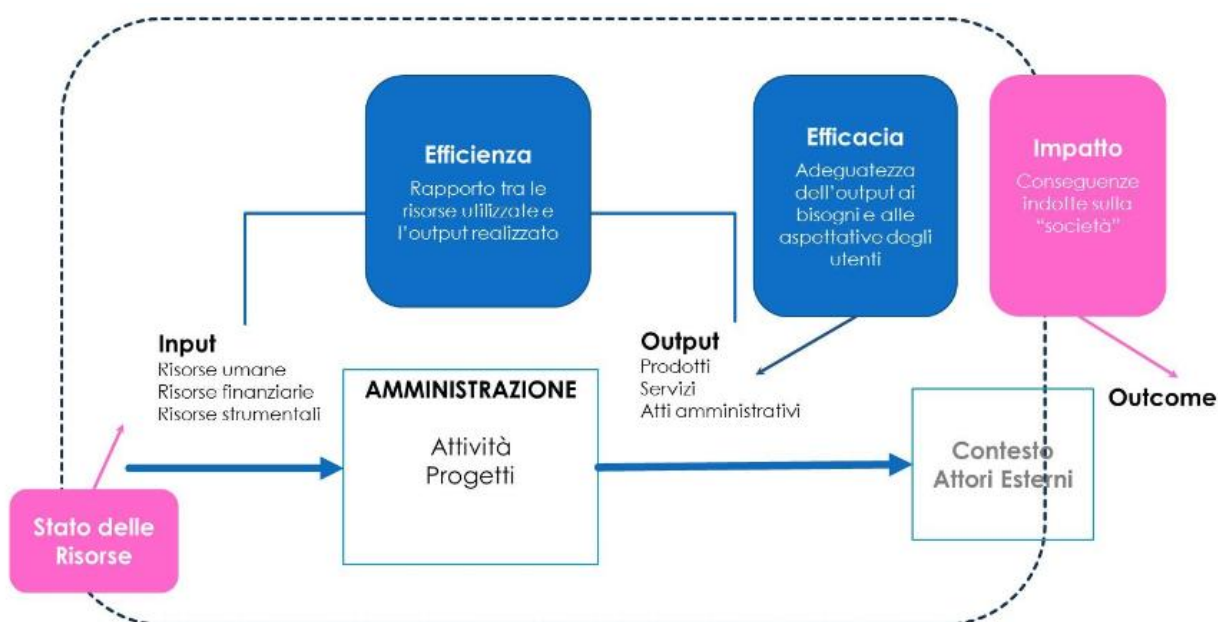 Efficienza
Rapporto tra le
risorse utilizzate e
l'output realizzato
Efficacia
Adeguatezza
dell'output ai
bisogni e alle
aspettative degli
utenti
Impatto
Conseguenze
indotte sulla
"società"
Input
Risorse umane
Risorse finanziarie
Risorse strumentali
AMMINISTRAZIONE
Attività
Progetti
Output
Prodotti
Servizi
Atti amministrativi
Contesto
Attori Esterni
Outcome
Stato delle
Risorse